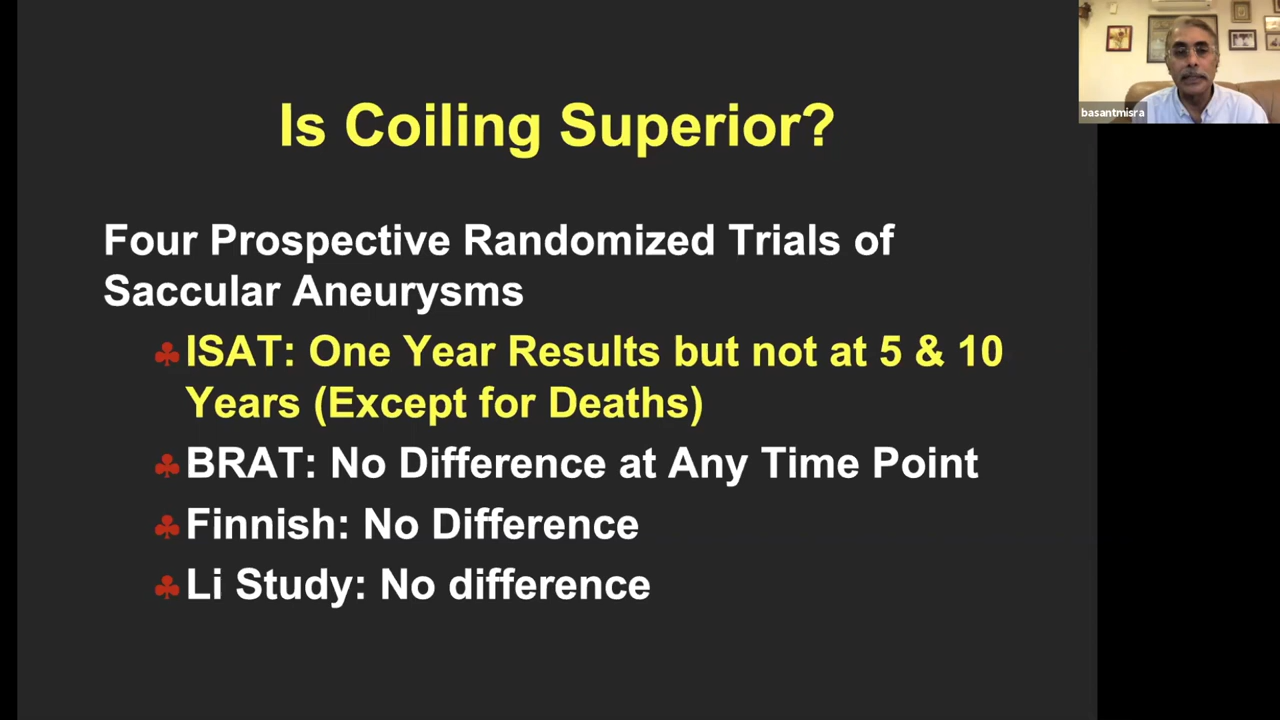 Is Coiling Superior?
Four Prospective Randomized Trials of
Saccular Aneurysms
♣ISAT: One Year Results but not at 5 & 10
Years (Except for Deaths)
♣BRAT: No Difference at Any Time Point
♣Finnish: No Difference
♣Li Study: No difference
basantmisra